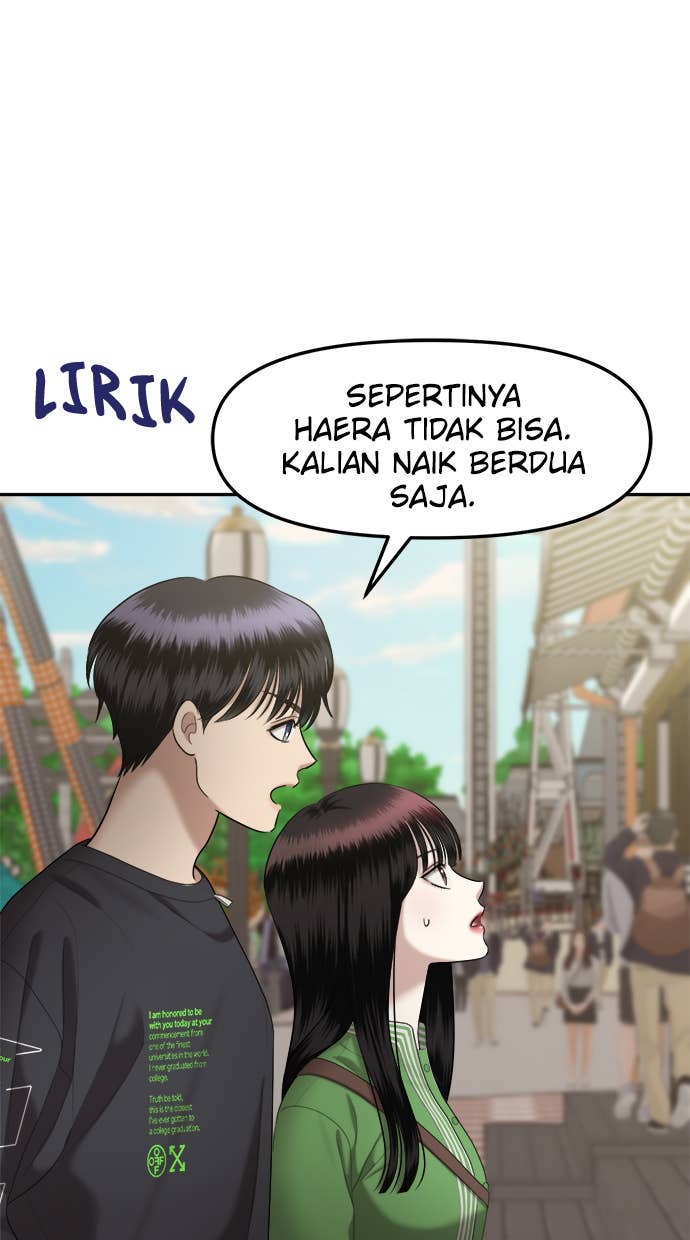 LIRIK
SEPERTINYA
HAERA TIDAK BISA.
KALIAN NAIK BERDUA
SAJA.
I am honored to be
with you today at your
commencement from
one of the finest
universities in the world.
I never graduated from
college.
Truth be told,
this is the closest
I've ever gotten to
a college graduation.
OFF
our